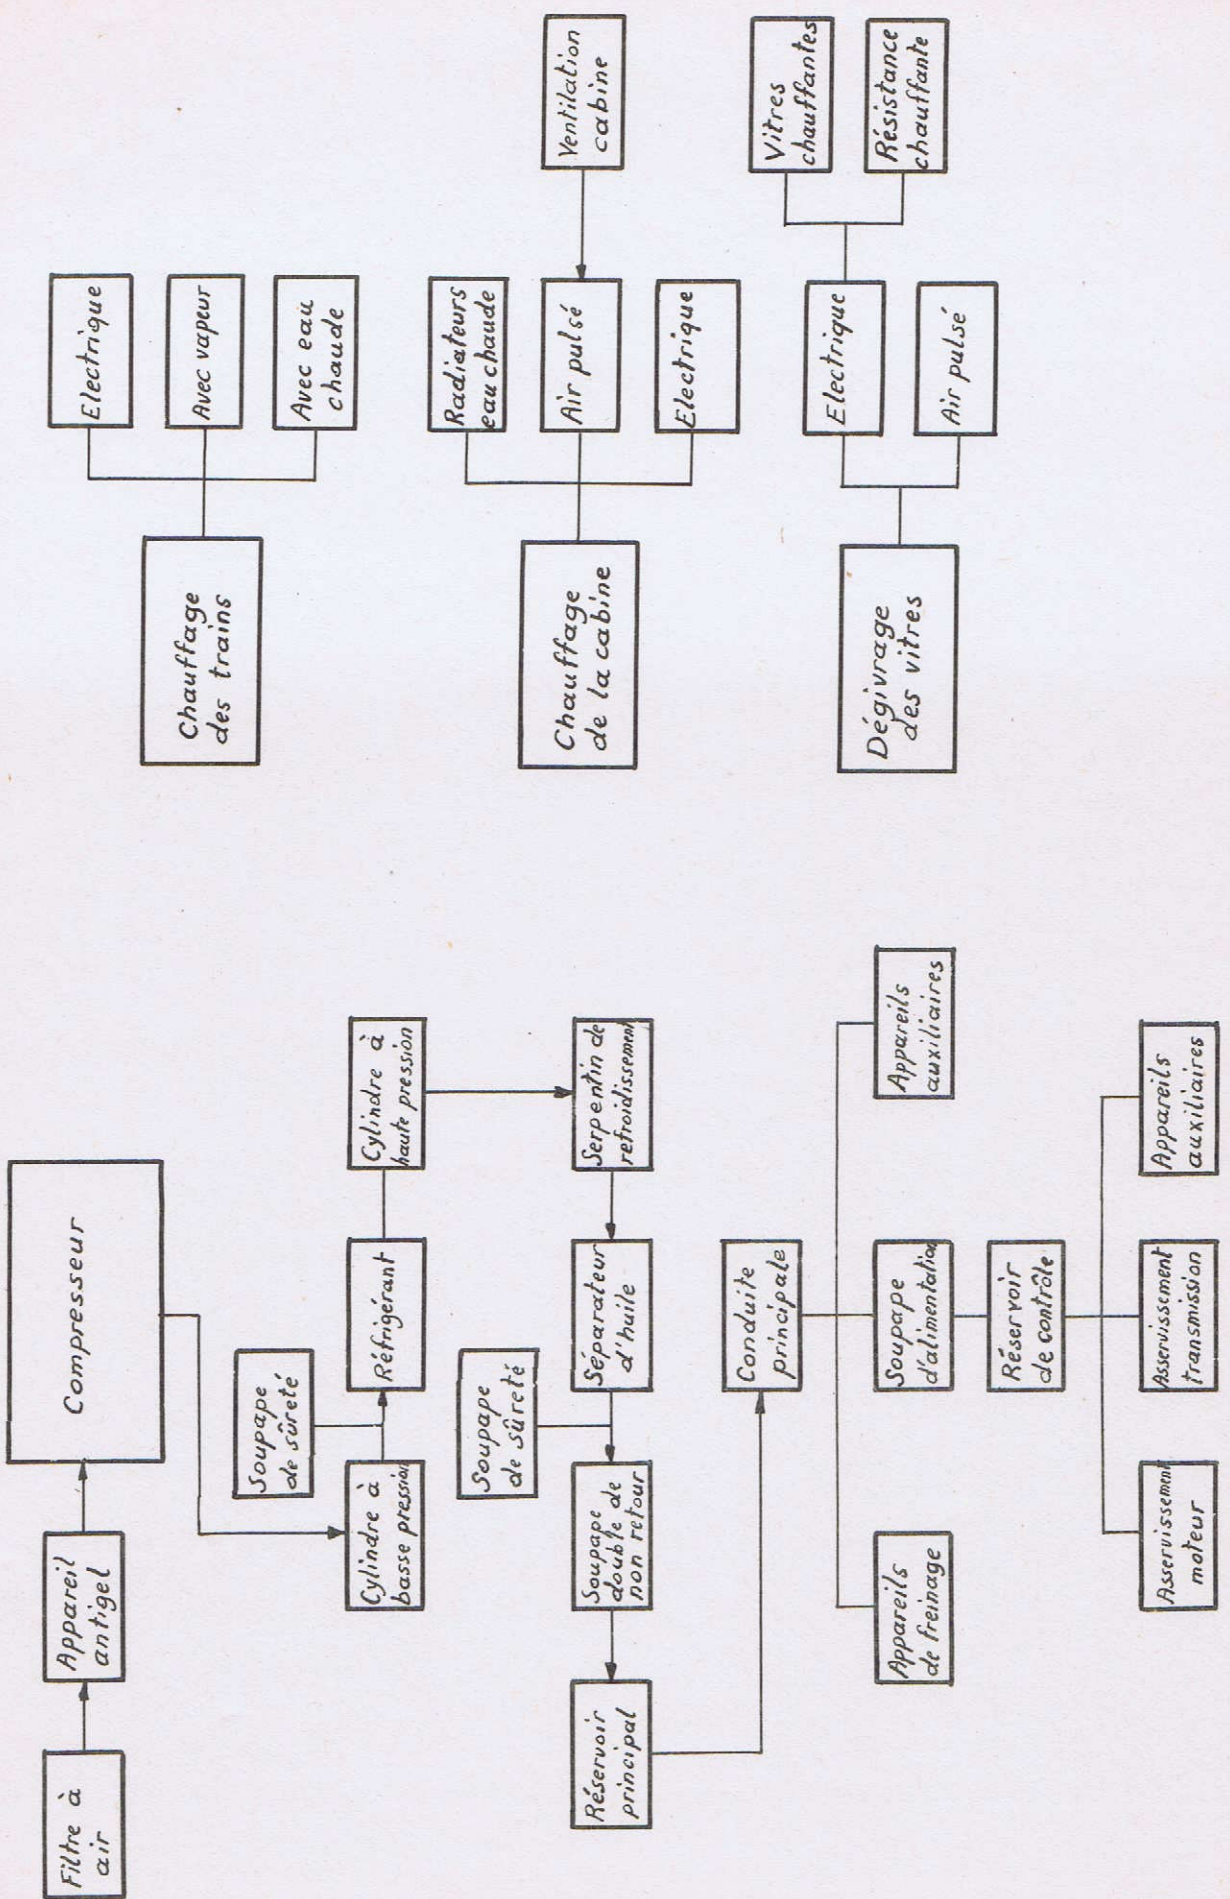 Filtre à
air
Appareil
antigel
Compresseur
Soupape
de sûreté
Cylindre à
basse pression
Réfrigérant
Cylindre à
haute pression
Serpentin de
refroidissement
Séparateur
d'huile
Soupape
de sûreté
Soupape
double de
non retour
Réservoir
principal
Conduite
principale
Appareils
de freinage
Soupape
d'alimentation
Appareils
auxiliaires
Réservoir
de contrôle
Asservissement
moteur
Asservissement
transmission
Appareils
auxiliaires
Chauffage
des trains
Electrique
Avec vapeur
Avec eau
chaude
Chauffage
de la cabine
Radiateurs
eau chaude
Air pulsé
Electrique
Ventilation
cabine
Dégivrage
des vitres
Electrique
Air pulsé
Vitres
chauffantes
Résistance
chauffante